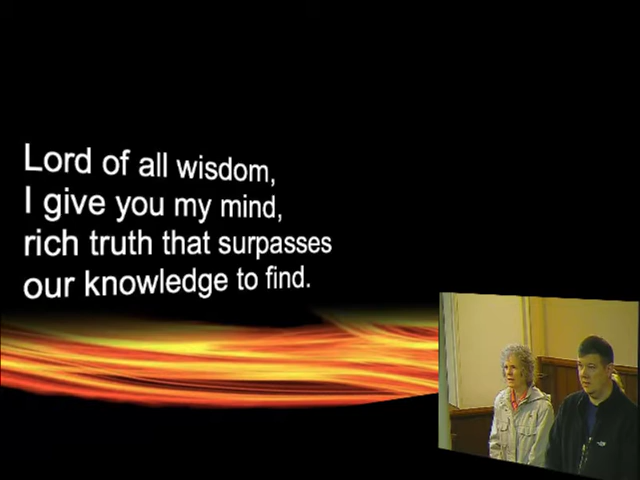 Lord of all wisdom,
I give you my mind,
rich truth that surpasses
our knowledge to find.